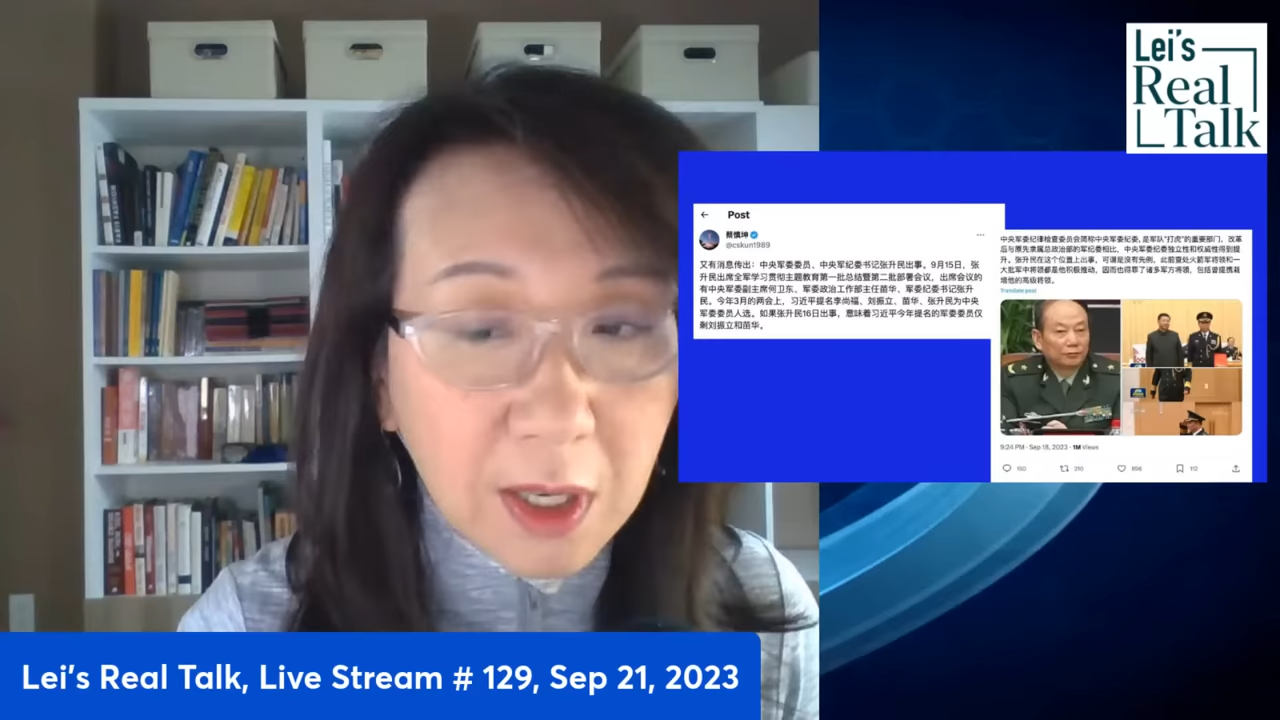 Lei's
Real
Talk
Post
蔡慎坤
@cskun1989
又有消息传出：中央军委委员、中央军纪委书记张升民出事。9月15日，张
升民出席全军学习贯彻主题教育第一批总结暨第二批部署会议，出席会议的
有中央军委副主席何卫东、军委政治工作部主任苗华、军委纪委书记张升
民。今年3月的两会上，习近平提名李尚福、刘振立、苗华、张升民为中央
军委委员人选。如果张升民16日出事，意味着习近平今年提名的军委委员仅
剩刘振立和苗华。
中央军委纪律检查委员会简称中央军委纪委，是军队"打虎"的重要部门，改革
后与原先隶属总政治部的军纪委相比，中央军委纪委独立性和权威性得到提
升。张升民在这个位置上出事，可谓是没有先例，此前查处火箭军将领和一
大批军中将领都是他积极推动，因而也得罪了诸多军方将领，包括曾提携栽
培他的高级将领。
Translate post
9:24 PM · Sep 18, 2023 · 1M Views
150
210
896
112
Lei's Real Talk, Live Stream # 129, Sep 21, 2023